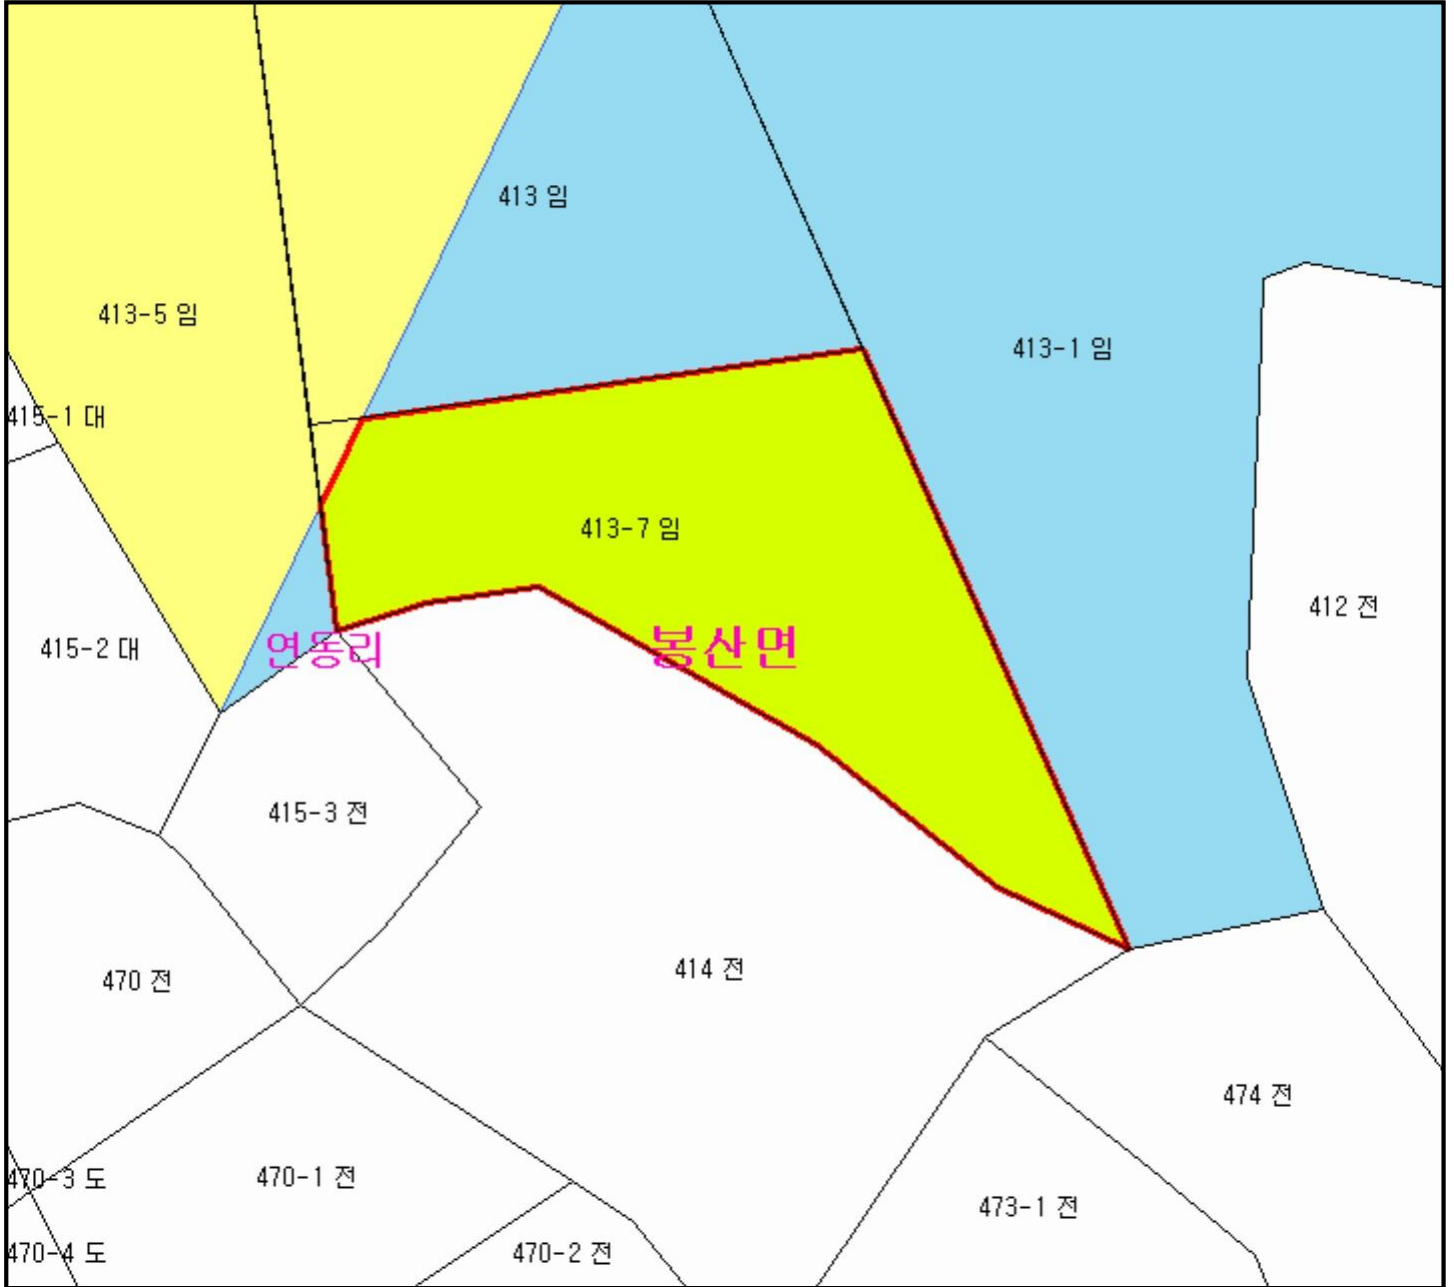 413 임
413-5 임
413-1 임
415-1 대
413-7 임
412 전
415-2 대
연동리
봉산면
415-3 전
414 전
470 전
474 전
470-3 도
470-1 전
473-1 전
470-4 도
470-2 전